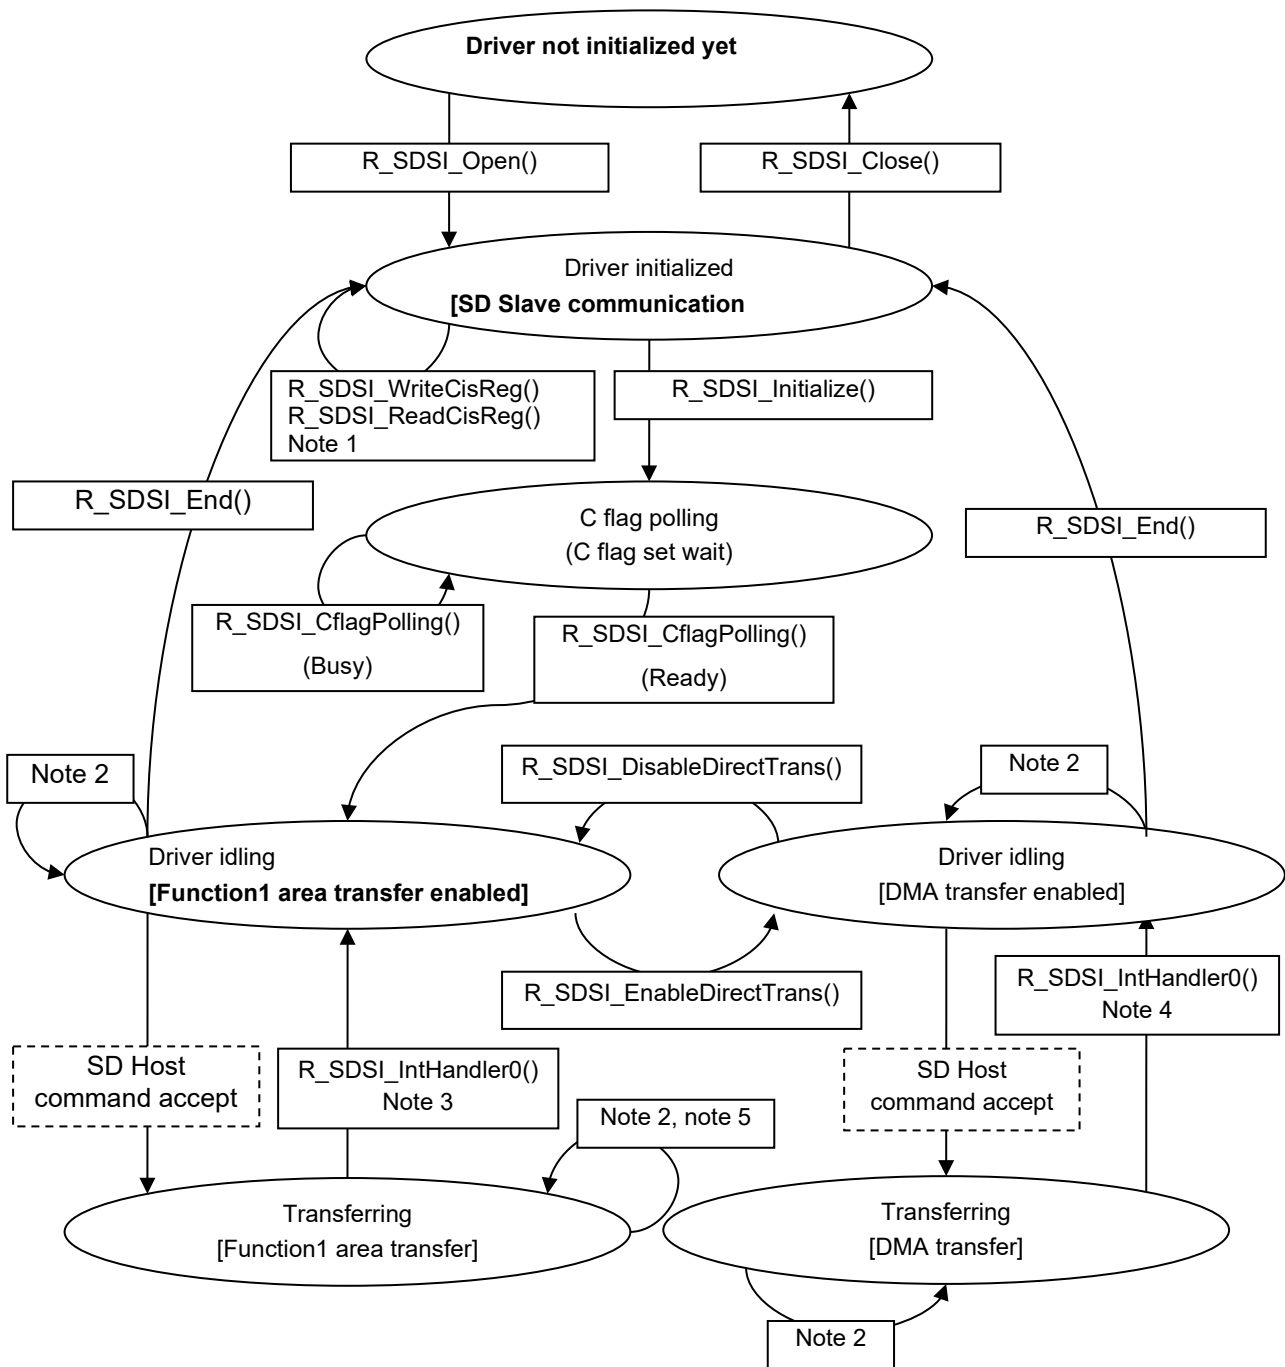 Driver not initialized yet
R_SDSI_Open()
R_SDSI_Close()
Driver initialized
[SD Slave communication
R_SDSI_WriteCisReg()
R_SDSI_ReadCisReg()
Note 1
R_SDSI_Initialize()
R_SDSI_End()
C flag polling
(C flag set wait)
R_SDSI_End()
R_SDSI_CflagPolling()
(Busy)
R_SDSI_CflagPolling()
(Ready)
Note 2
R_SDSI_DisableDirectTrans()
Note 2
Driver idling
[Function1 area transfer enabled]
Driver idling
[DMA transfer enabled]
R_SDSI_EnableDirectTrans()
R_SDSI_IntHandler0()
Note 4
SD Host
command accept
R_SDSI_IntHandler0()
Note 3
SD Host
command accept
Note 2, note 5
Transferring
[Function1 area transfer]
Transferring
[DMA transfer]
Note 2